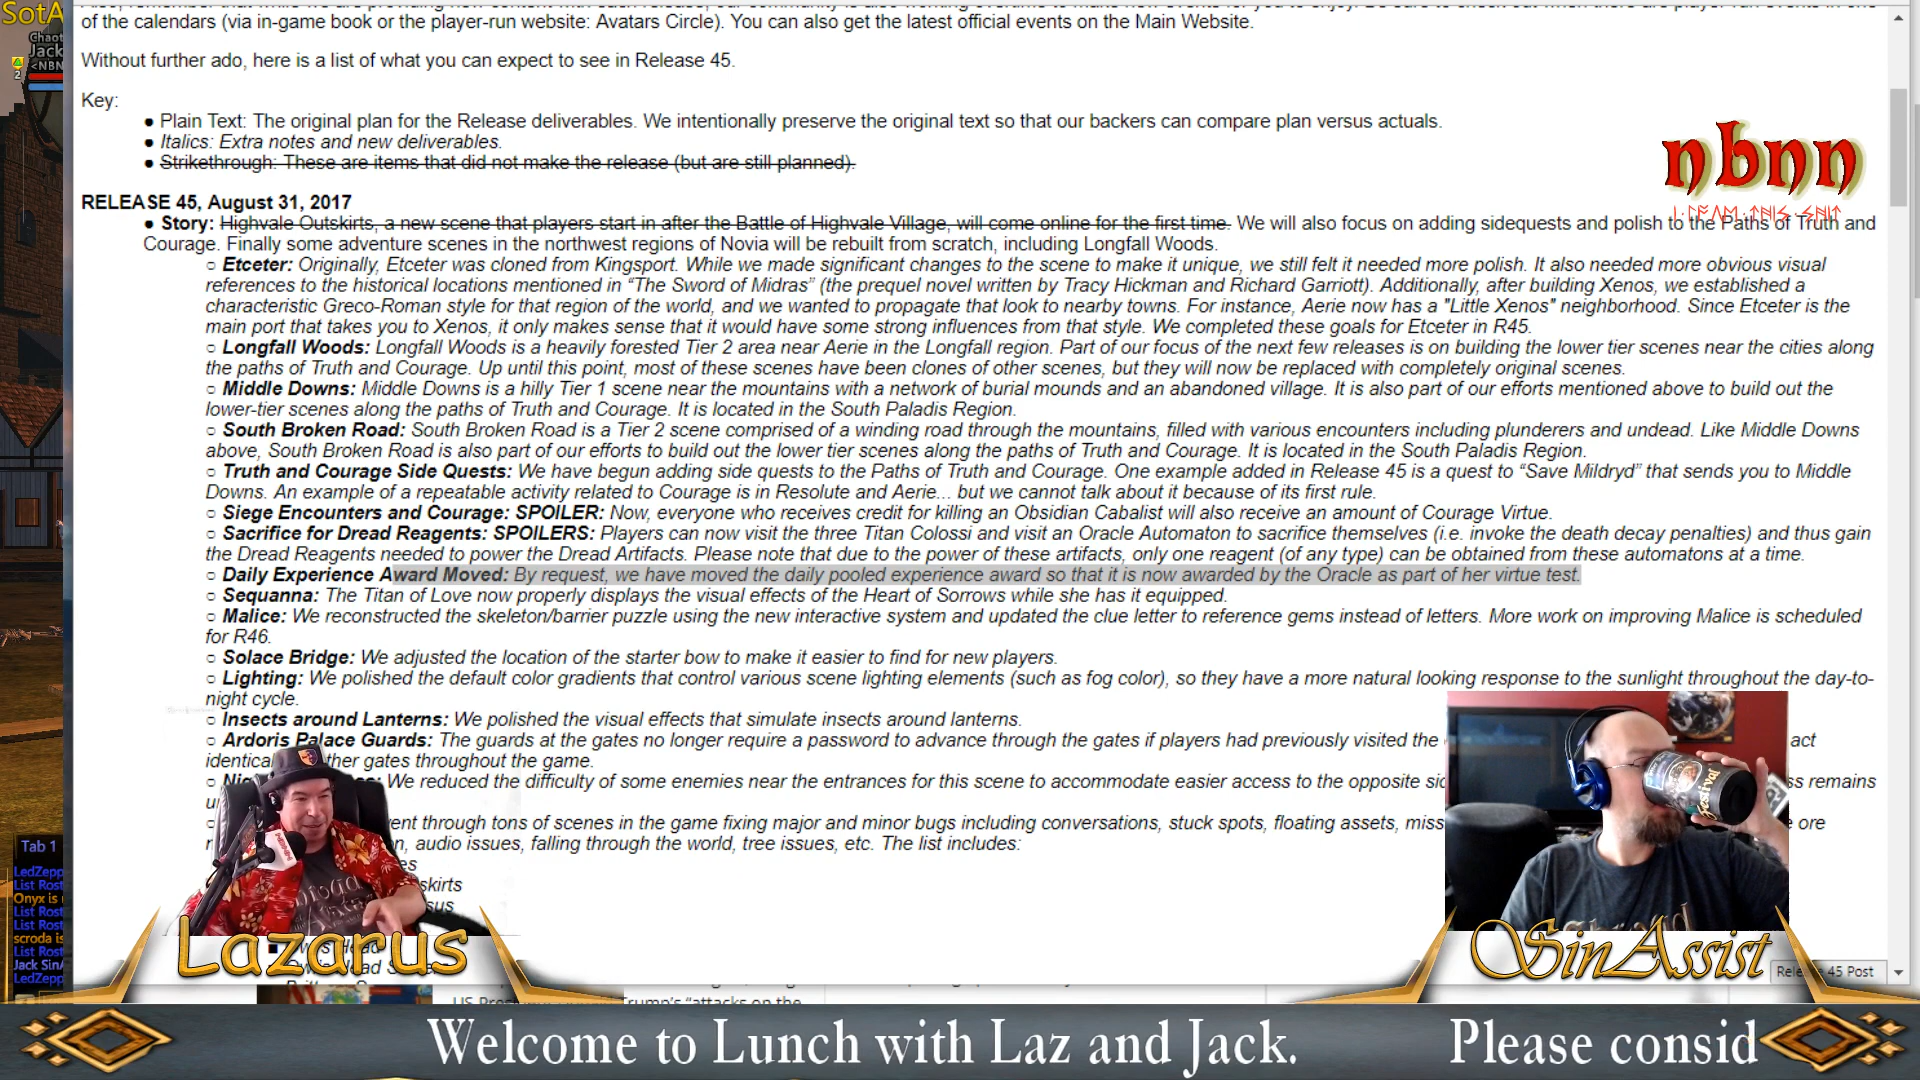 of the calendars (via in-game book or the player-run website: Avatars Circle). You can also get the latest official events on the Main Website.
Without further ado, here is a list of what you can expect to see in Release 45.
Key:
● Plain Text: The original plan for the Release deliverables. We intentionally preserve the original text so that our backers can compare plan versus actuals.
● Italics: Extra notes and new deliverables.
● Strikethrough: These are items that did not make the release (but are still planned).
nbnn
RELEASE 45, August 31, 2017
● Story: Highvale Outskirts, a new scene that players start in after the Battle of Highvale Village, will come online for the first time. We will also focus on adding sidequests and polish to the Paths of Truth and
Courage. Finally some adventure scenes in the northwest regions of Novia will be rebuilt from scratch, including Longfall Woods.
○ Etceter: Originally, Etceter was cloned from Kingsport. While we made significant changes to the scene to make it unique, we still felt it needed more polish. It also needed more obvious visual
references to the historical locations mentioned in “The Sword of Midras” (the prequel novel written by Tracy Hickman and Richard Garriott). Additionally, after building Xenos, we established a
characteristic Greco-Roman style for that region of the world, and we wanted to propagate that look to nearby towns. For instance, Aerie now has a "Little Xenos" neighborhood. Since Etceter is the
main port that takes you to Xenos, it only makes sense that it would have some strong influences from that style. We completed these goals for Etceter in R45.
○ Longfall Woods: Longfall Woods is a heavily forested Tier 2 area near Aerie in the Longfall region. Part of our focus of the next few releases is on building the lower tier scenes near the cities along
the paths of Truth and Courage. Up until this point, most of these scenes have been clones of other scenes, but they will now be replaced with completely original scenes.
○ Middle Downs: Middle Downs is a hilly Tier 1 scene near the mountains with a network of burial mounds and an abandoned village. It is also part of our efforts mentioned above to build out the
lower-tier scenes along the paths of Truth and Courage. It is located in the South Paladis Region.
○ South Broken Road: South Broken Road is a Tier 2 scene comprised of a winding road through the mountains, filled with various encounters including plunderers and undead. Like Middle Downs
above, South Broken Road is also part of our efforts to build out the lower tier scenes along the paths of Truth and Courage. It is located in the South Paladis Region.
○ Truth and Courage Side Quests: We have begun adding side quests to the Paths of Truth and Courage. One example added in Release 45 is a quest to “Save Mildryd” that sends you to Middle
Downs. An example of a repeatable activity related to Courage is in Resolute and Aerie... but we cannot talk about it because of its first rule.
○ Siege Encounters and Courage: SPOILER: Now, everyone who receives credit for killing an Obsidian Cabalist will also receive an amount of Courage Virtue.
○ Sacrifice for Dread Reagents: SPOILERS: Players can now visit the three Titan Colossi and visit an Oracle Automaton to sacrifice themselves (i.e. invoke the death decay penalties) and thus gain
the Dread Reagents needed to power the Dread Artifacts. Please note that due to the power of these artifacts, only one reagent (of any type) can be obtained from these automatons at a time.
○ Daily Experience Award Moved: By request, we have moved the daily pooled experience award so that it is now awarded by the Oracle as part of her virtue test.
○ Sequanna: The Titan of Love now properly displays the visual effects of the Heart of Sorrows while she has it equipped.
○ Malice: We reconstructed the skeleton/barrier puzzle using the new interactive system and updated the clue letter to reference gems instead of letters. More work on improving Malice is scheduled
for R46.
○ Solace Bridge: We adjusted the location of the starter bow to make it easier to find for new players.
○ Lighting: We polished the default color gradients that control various scene lighting elements (such as fog color), so they have a more natural looking response to the sunlight throughout the day-to-
night cycle.
○ Insects around Lanterns: We polished the visual effects that simulate insects around lanterns.
○ Ardoris Palace Guards: The guards at the gates no longer require a password to advance through the gates if players had previously visited the act
ther gates throughout the game.
We reduced the difficulty of some enemies near the entrances for this scene to accommodate easier access to the opposite remains
through tons of scenes in the game fixing major and minor bugs including conversations, stuck spots, floating assets, ore
audio issues, falling through the world, tree issues, etc. The list includes:
SotA
Jack
<NBN
2
Tab 1
LedZepp
List Rost
Onyx is
List Rost
List Rost
scroda is
List Rost
Jack SinA
LedZepp
Lazarus
SinAssist
45 Post
Trump’s “attacks on the
Welcome to Lunch with Laz and Jack. Please consid